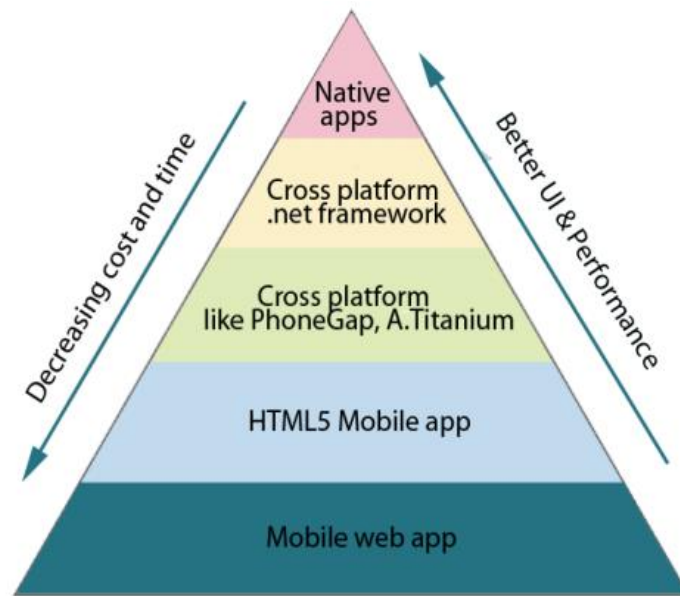 Native
apps
Cross platform
.net framework
Cross platform
like PhoneGap, A.Titanium
HTML5 Mobile app
Mobile web app
Decreasing cost and time
Better UI & Performance